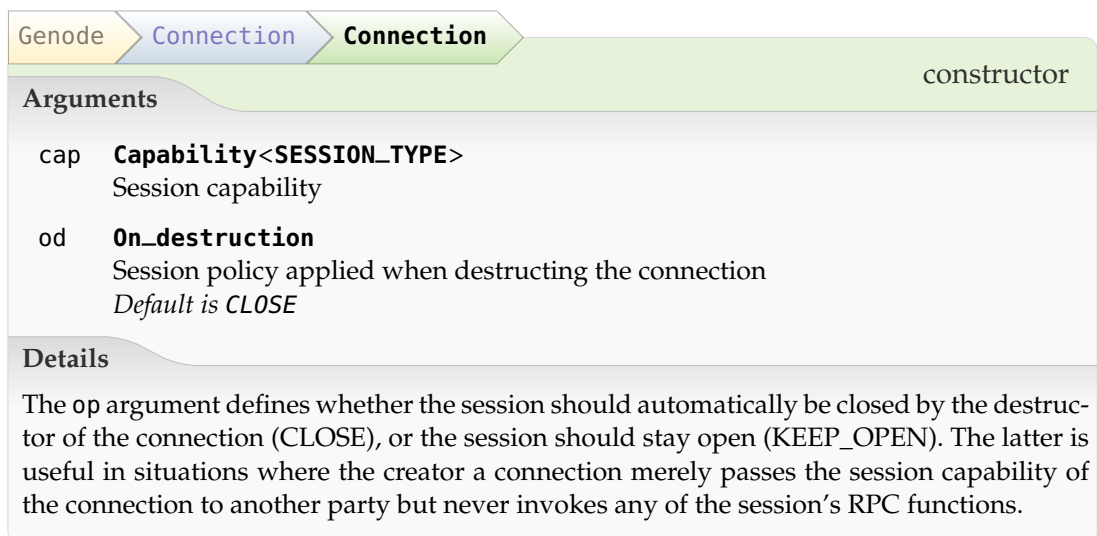 Genode Connection Connection
constructor
Arguments
cap Capability<SESSION_TYPE>
Session capability
od On_destruction
Session policy applied when destructing the connection
Default is CLOSE
Details
The op argument defines whether the session should automatically be closed by the destruc-
tor of the connection (CLOSE), or the session should stay open (KEEP_OPEN). The latter is
useful in situations where the creator a connection merely passes the session capability of
the connection to another party but never invokes any of the session's RPC functions.